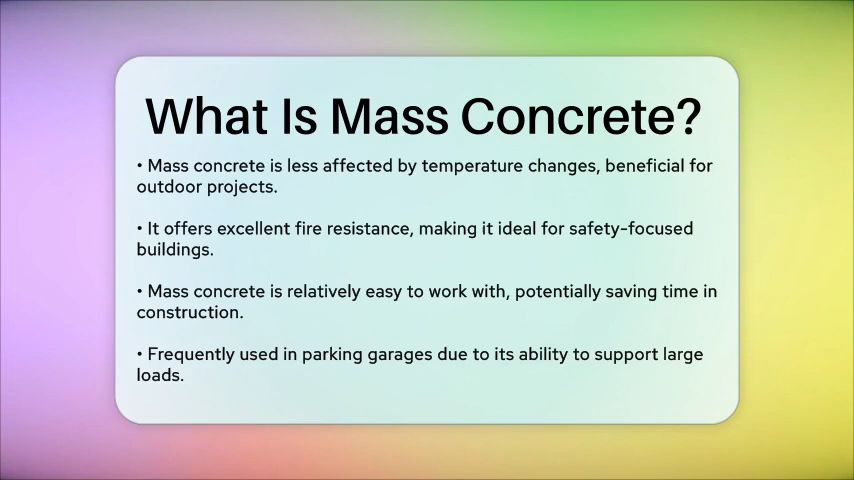 What Is Mass Concrete?
• Mass concrete is less affected by temperature changes, beneficial for
outdoor projects.
• It offers excellent fire resistance, making it ideal for safety-focused
buildings.
• Mass concrete is relatively easy to work with, potentially saving time in
construction.
• Frequently used in parking garages due to its ability to support large
loads.